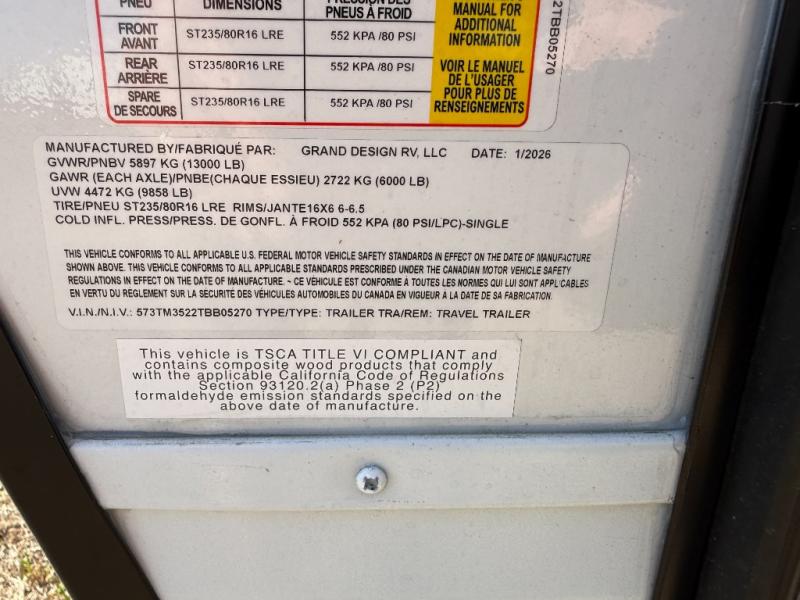 PNEU DIMENSIONS PRESSION DES
PNEUS À FROID
FRONT
AVANT ST235/80R16 LRE 552 KPA /80 PSI
REAR
ARRIÈRE ST235/80R16 LRE 552 KPA /80 PSI
SPARE
DE SECOURS ST235/80R16 LRE 552 KPA /80 PSI
MANUAL FOR
ADDITIONAL
INFORMATION
VOIR LE MANUEL
DE L'USAGER
POUR PLUS DE
RENSEIGNEMENTS
2TBB05270
MANUFACTURED BY/FABRIQUÉ PAR: GRAND DESIGN RV, LLC DATE: 1/2026
GVWR/PNBV 5897 KG (13000 LB)
GAWR (EACH AXLE)/PNBE(CHAQUE ESSIEU) 2722 KG (6000 LB)
UVW 4472 KG (9858 LB)
TIRE/PNEU ST235/80R16 LRE RIMS/JANTE16X6 6-6.5
COLD INFL. PRESS/PRESS. DE GONFL. À FROID 552 KPA (80 PSI/LPC)-SINGLE
THIS VEHICLE CONFORMS TO ALL APPLICABLE U.S. FEDERAL MOTOR VEHICLE SAFETY STANDARDS IN EFFECT ON THE DATE OF MANUFACTURE
SHOWN ABOVE. THIS VEHICLE CONFORMS TO ALL APPLICABLE STANDARDS PRESCRIBED UNDER THE CANADIAN MOTOR VEHICLE SAFETY
REGULATIONS IN EFFECT ON THE DATE OF MANUFACTURE. ~ CE VEHICULE EST CONFORME À TOUTES LES NORMES QUI LUI SONT APPLICABLES
EN VERTU DU REGLEMENT SUR LA SECURITÉ DES VÉHICULES AUTOMOBILES DU CANADA EN VIGUEUR A LA DATE DE SA FABRICATION.
V.I.N./N.I.V.: 573TM3522TBB05270 TYPE/TYPE: TRAILER TRA/REM: TRAVEL TRAILER
This vehicle is TSCA TITLE VI COMPLIANT and
contains composite wood products that comply
with the applicable California Code of Regulations
Section 93120.2(a) Phase 2 (P2)
formaldehyde emission standards specified on the
above date of manufacture.